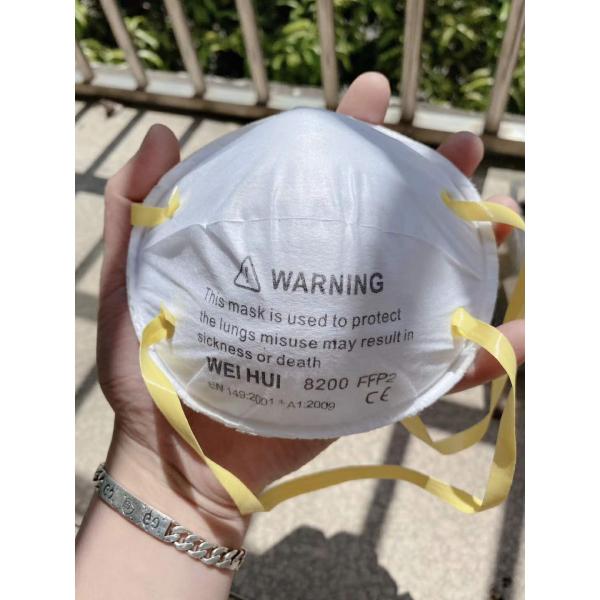 WARNING
This mask is used to protect
the lungs misuse may result in
sickness or death
WEI HUI 8200 FFP2
EN 149:2001 + A1:2009 CE